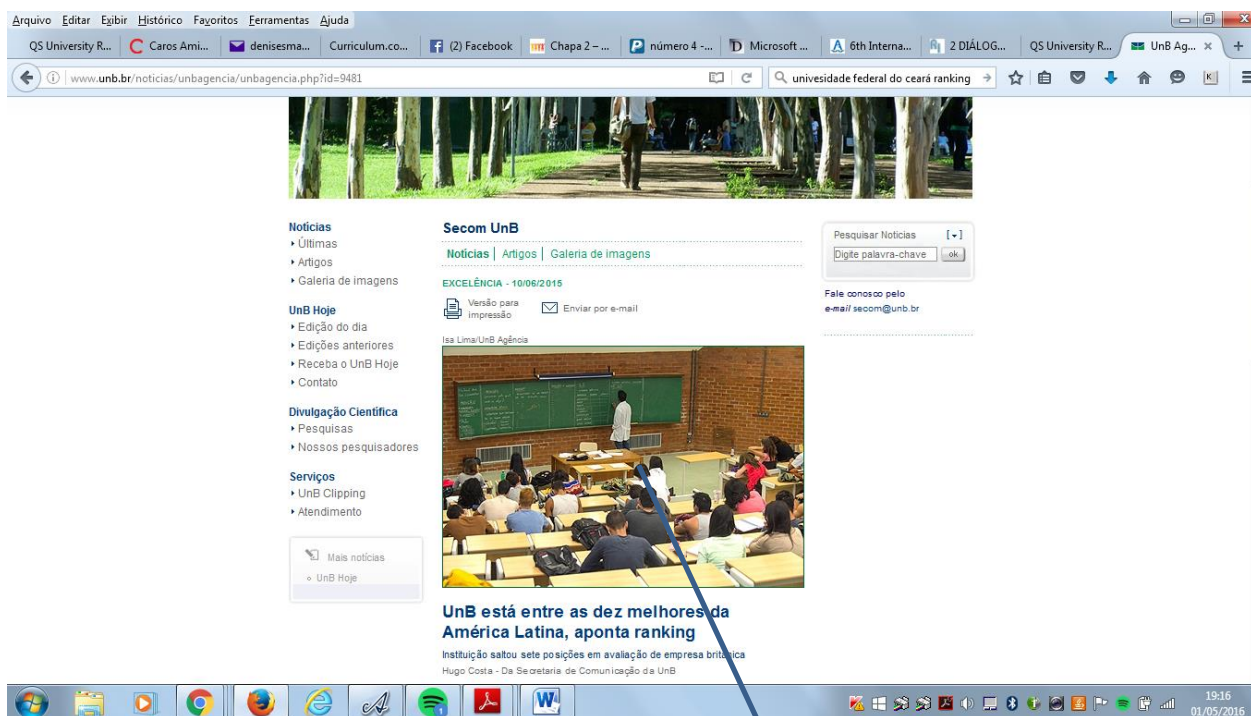 Arquivo Editar Exibir Histórico Favoritos Ferramentas Ajuda
QS University R... Caros Ami... denisesma... Curriculum.co... (2) Facebook Chapa 2 – ... número 4 -... Microsoft ... 6th Interna... 2 DIÁLOG... QS University R... UnB Ag...
www.unb.br/noticias/unbagencia/unbagencia.php?id=9481
univesidade federal do ceará ranking
Notícias
Últimas
Artigos
Galeria de imagens
UnB Hoje
Edição do dia
Edições anteriores
Receba o UnB Hoje
Contato
Divulgação Científica
Pesquisas
Nossos pesquisadores
Serviços
UnB Clipping
Atendimento
Mais notícias
UnB Hoje
Secom UnB
Notícias | Artigos | Galeria de imagens
EXCELÊNCIA - 10/06/2015
Versão para
impressão
Enviar por e-mail
Isa Lima/UnB Agência
UnB está entre as dez melhores da
América Latina, aponta ranking
Instituição saltou sete posições em avaliação de empresa britânica
Hugo Costa - Da Secretaria de Comunicação da UnB
Pesquisar Noticias [-]
Digite palavra-chave ok
Fale conosco pelo
e-mail secom@unb.br
19:16
01/05/2016